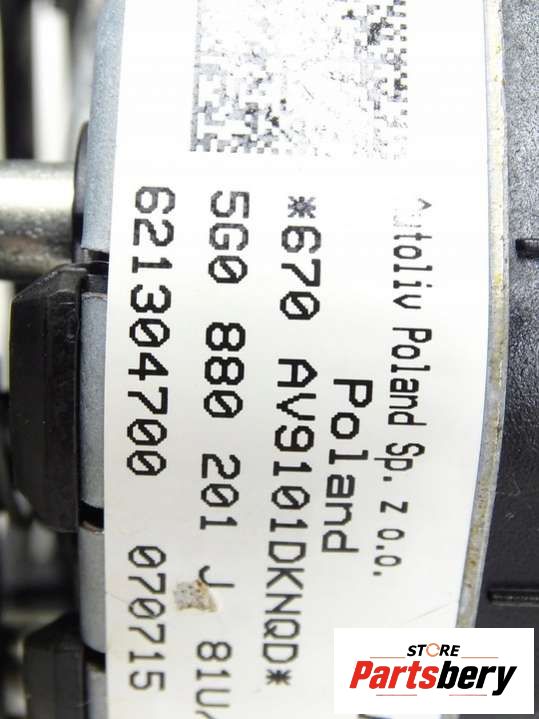 Autoliv Poland Sp. z o.o.
Poland
*670 AV9101DKNQD*
5G0 880 201 J
621304700 070715
STORE
Partsbery